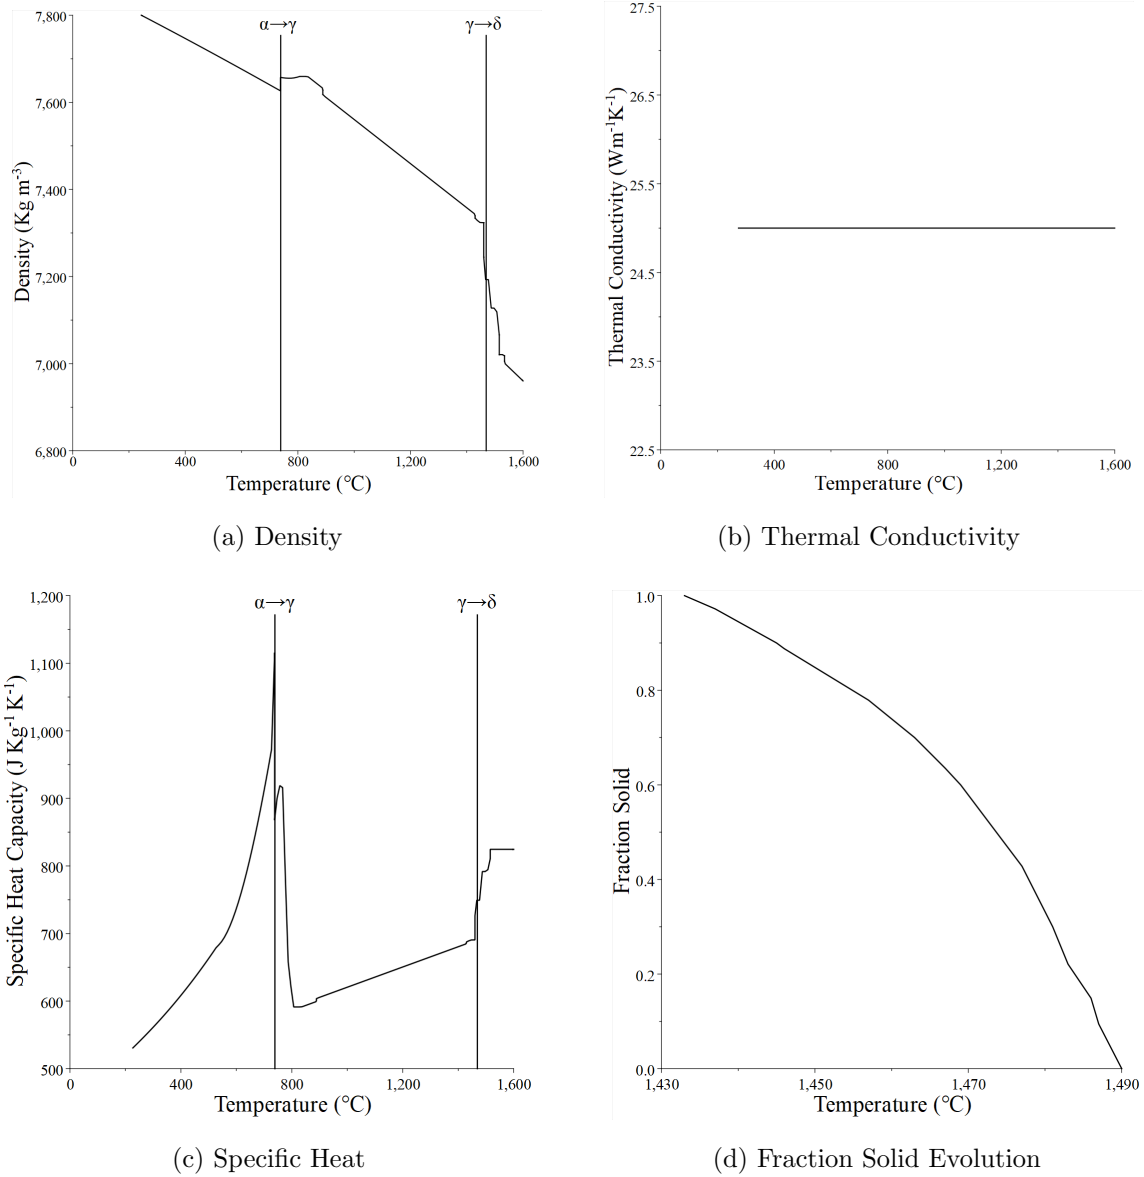 α→γ
γ→δ
7,800
7,600
7,400
7,200
7,000
6,800
Density (Kg m⁻³)
0
400
800
1,200
1,600
Temperature (°C)
(a) Density
27.5
26.5
25.5
24.5
23.5
22.5
Thermal Conductivity (Wm⁻¹K⁻¹)
0
400
800
1,200
1,600
Temperature (°C)
(b) Thermal Conductivity
α→γ
γ→δ
1,200
1,100
1,000
900
800
700
600
500
Specific Heat Capacity (J Kg⁻¹ K⁻¹)
0
400
800
1,200
1,600
Temperature (°C)
(c) Specific Heat
1.0
0.8
0.6
0.4
0.2
0.0
Fraction Solid
1,430
1,450
1,470
1,490
Temperature (°C)
(d) Fraction Solid Evolution